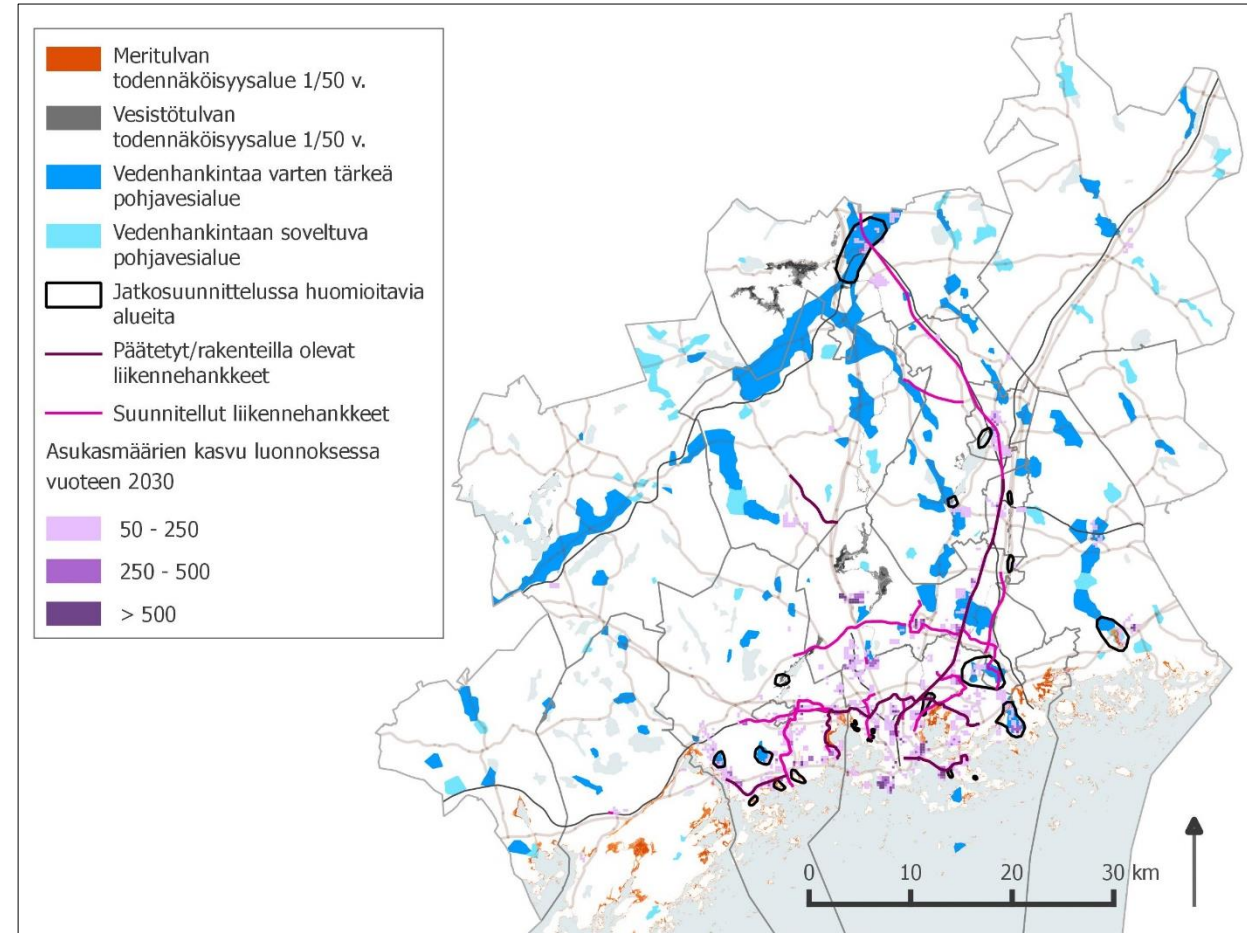 Meritulvan
todennäköisyysalue 1/50 v.
Vesistötulvan
todennäköisyysalue 1/50 v.
Vedenhankintaa varten tärkeä
pohjavesialue
Vedenhankintaan soveltuva
pohjavesialue
Jatkosuunnittelussa huomioitavia
alueita
Päätetyt/rakenteilla olevat
liikennehankkeet
Suunnitellut liikennehankkeet
Asukasmäärien kasvu luonnoksessa
vuoteen 2030
50 - 250
250 - 500
> 500
0 10 20 30 km